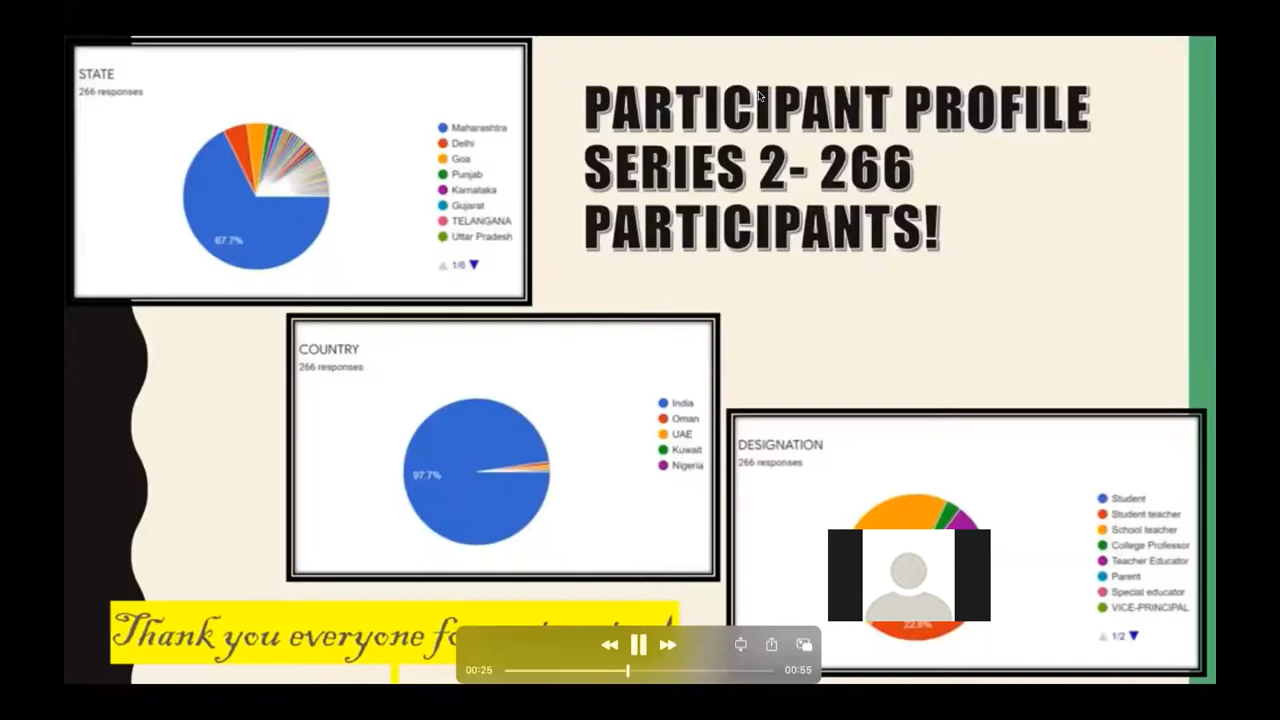 STATE
266 responses
Maharashtra
Delhi
Goa
Punjab
Karnataka
Gujarat
TELANGANA
Uttar Pradesh
1/6
67.7%
PARTICIPANT PROFILE
SERIES 2- 266
PARTICIPANTS!
COUNTRY
266 responses
India
Oman
UAE
Kuwait
Nigeria
97.7%
DESIGNATION
266 responses
Student
Student teacher
School teacher
College Professor
Teacher Educator
Parent
Special educator
VICE-PRINCIPAL
1/2
Thank you everyone
00:25
00:55